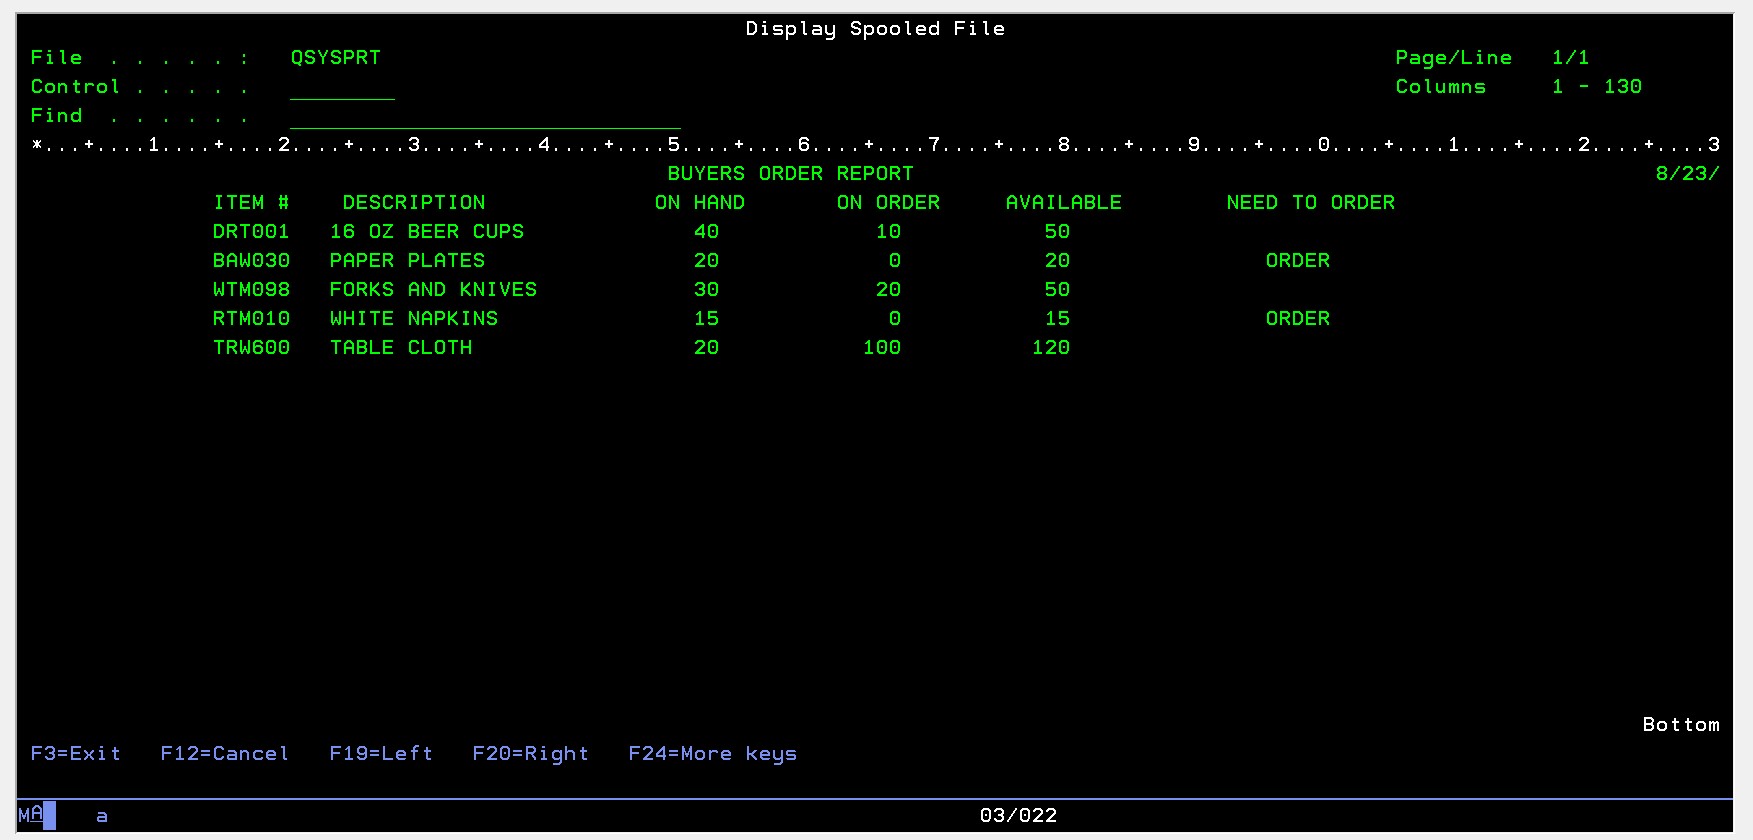 Display Spooled File
File  . . . . . :   QSYSPRT                                Page/Line   1/1
Control . . . . .   ________                               Columns     1 - 130
Find  . . . . . .   ______________________________
*...+....1....+....2....+....3....+....4....+....5....+....6....+....7....+....8....+....9....+....0....+....1....+....2....+....3
BUYERS ORDER REPORT                                8/23/
ITEM #    DESCRIPTION             ON HAND       ON ORDER     AVAILABLE        NEED TO ORDER
DRT001   16 OZ BEER CUPS             40            10           50
BAW030   PAPER PLATES                20             0           20               ORDER
WTM098   FORKS AND KNIVES            30            20           50
RTM010   WHITE NAPKINS               15             0           15               ORDER
TRW600   TABLE CLOTH                 20           100          120
Bottom
F3=Exit   F12=Cancel   F19=Left   F20=Right   F24=More keys
MA   a                                03/022